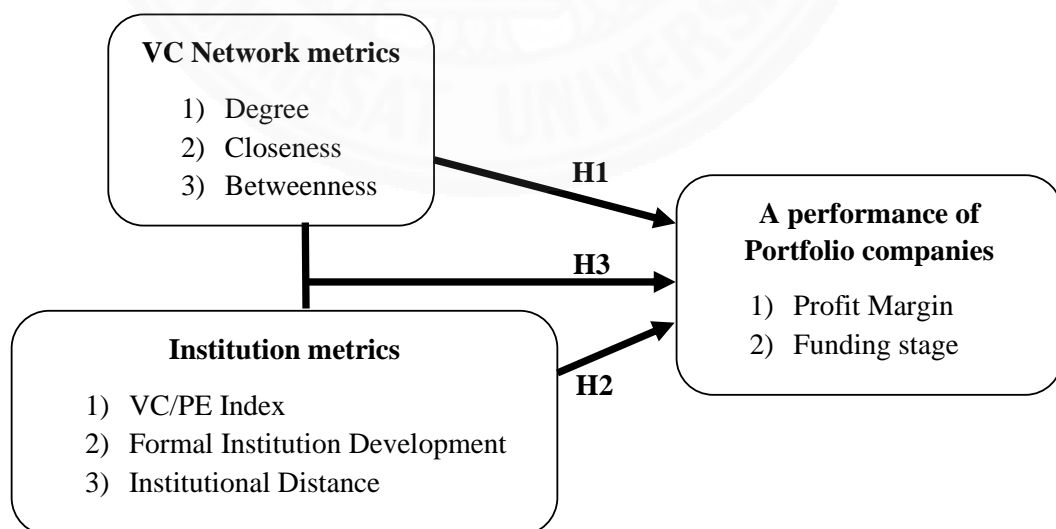 VC Network metrics
1) Degree
2) Closeness
3) Betweenness
H1
A performance of
Portfolio companies
1) Profit Margin
2) Funding stage
H3
Institution metrics
1) VC/PE Index
2) Formal Institution Development
3) Institutional Distance
H2